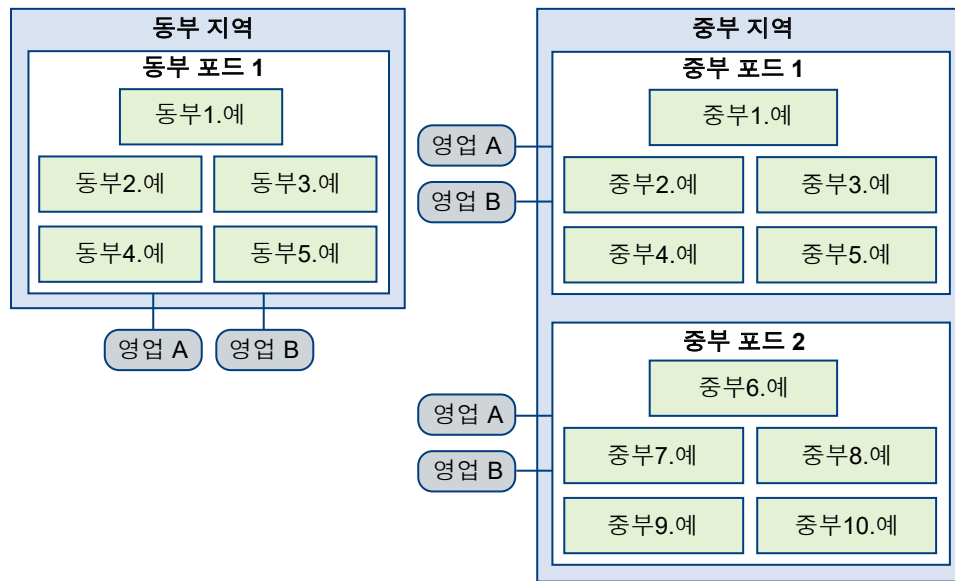 동부 지역
동부 포드 1
동부1.예
동부2.예
동부3.예
동부4.예
동부5.예
영업 A
영업 B
중부 지역
중부 포드 1
영업 A
영업 B
중부1.예
중부2.예
중부3.예
중부4.예
중부5.예
중부 포드 2
영업 A
영업 B
중부6.예
중부7.예
중부8.예
중부9.예
중부10.예